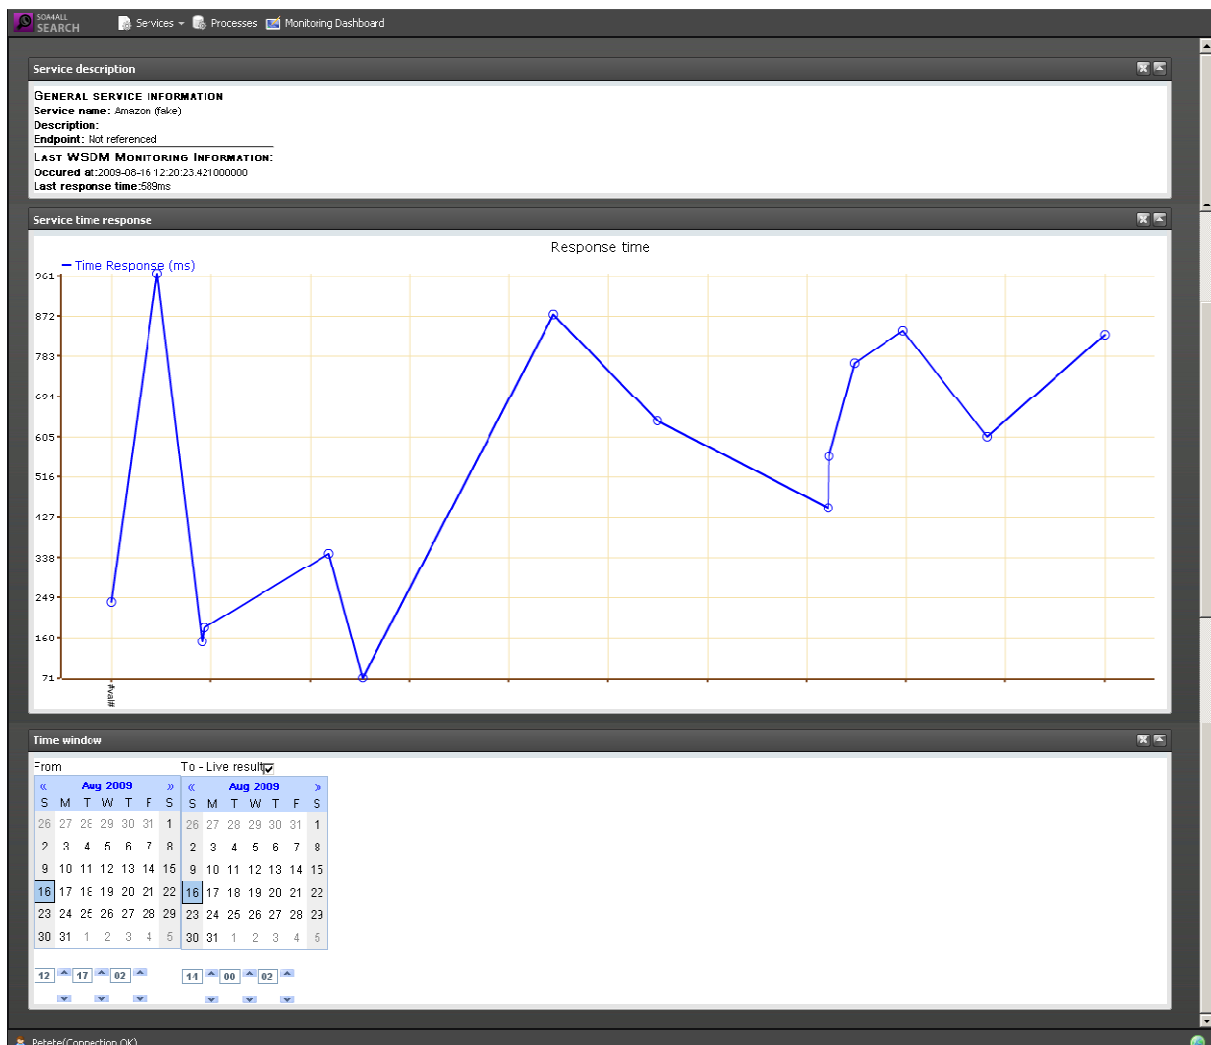 SOA4ALL
SEARCH
Services
Processes
Monitoring Dashboard
Service description
GENERAL SERVICE INFORMATION
Service name: Amazon (fake)
Description:
Endpoint: Not referenced
LAST WSDM MONITORING INFORMATION:
Occured at:2009-08-16 12:20:23.421000000
Last response time:589ms
Service time response
Response time
Time Response (ms)
961
872
783
694
605
516
427
338
249
160
71
#val#
Time window
From
To - Live result
« Aug 2009 » « Aug 2009 »
S M T W T F S S M T W T F S
26 27 28 29 30 31 1 26 27 28 29 30 31 1
2 3 4 5 6 7 8 2 3 4 5 6 7 8
9 10 11 12 13 14 15 9 10 11 12 13 14 15
16 17 18 19 20 21 22 16 17 18 19 20 21 22
23 24 25 26 27 28 29 23 24 25 26 27 28 29
30 31 1 2 3 4 5 30 31 1 2 3 4 5
12 17 02 14 00 02
Petete(Connection OK)